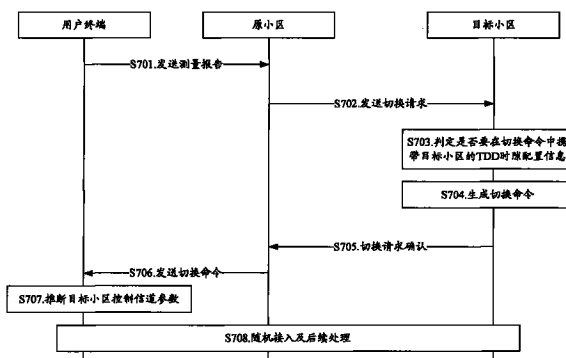 用户终端
原小区
目标小区
S701.发送测量报告
S702.发送切换请求
S703.判定是否要在切换命令中携
带目标小区的TDD时隙配置信息
S704.生成切换命令
S705.切换请求确认
S706.发送切换命令
S707.推断目标小区控制信道参数
S708.随机接入及后续处理